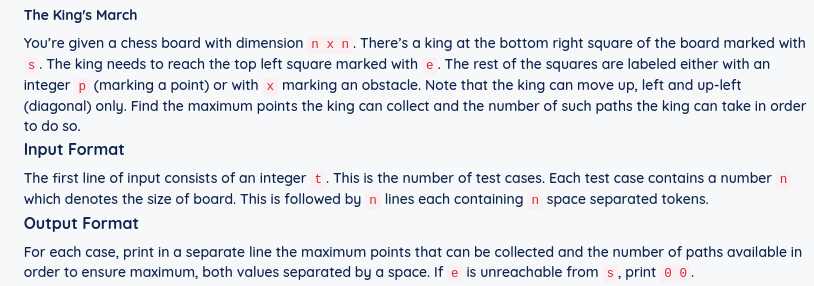 The King's March
You're given a chess board with dimension n x n. There's a king at the bottom right square of the board marked with
s. The king needs to reach the top left square marked with e. The rest of the squares are labeled either with an
integer p (marking a point) or with x marking an obstacle. Note that the king can move up, left and up-left
(diagonal) only. Find the maximum points the king can collect and the number of such paths the king can take in order
to do so.
Input Format
The first line of input consists of an integer t. This is the number of test cases. Each test case contains a number n
which denotes the size of board. This is followed by n lines each containing n space separated tokens.
Output Format
For each case, print in a separate line the maximum points that can be collected and the number of paths available in
order to ensure maximum, both values separated by a space. If e is unreachable from s, print 0 0.